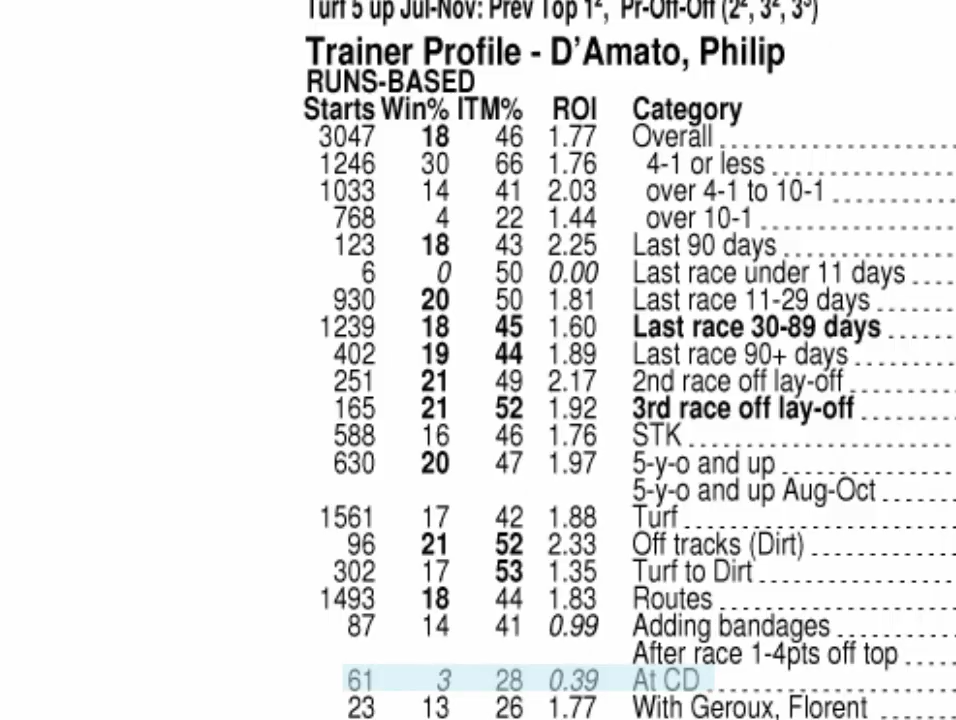 Turf 5 up Jul-Nov: Prev Top 1², Pr-Off-Off (2², 3², 3³)
Trainer Profile - D'Amato, Philip
RUNS-BASED
Starts Win% ITM% ROI Category
3047 18 46 1.77 Overall
1246 30 66 1.76 4-1 or less
1033 14 41 2.03 over 4-1 to 10-1
768 4 22 1.44 over 10-1
123 18 43 2.25 Last 90 days
6 0 50 0.00 Last race under 11 days
930 20 50 1.81 Last race 11-29 days
1239 18 45 1.60 Last race 30-89 days
402 19 44 1.89 Last race 90+ days
251 21 49 2.17 2nd race off lay-off
165 21 52 1.92 3rd race off lay-off
588 16 46 1.76 STK
630 20 47 1.97 5-y-o and up
5-y-o and up Aug-Oct
1561 17 42 1.88 Turf
96 21 52 2.33 Off tracks (Dirt)
302 17 53 1.35 Turf to Dirt
1493 18 44 1.83 Routes
87 14 41 0.99 Adding bandages
After race 1-4pts off top
61 3 28 0.39 At CD
23 13 26 1.77 With Geroux, Florent